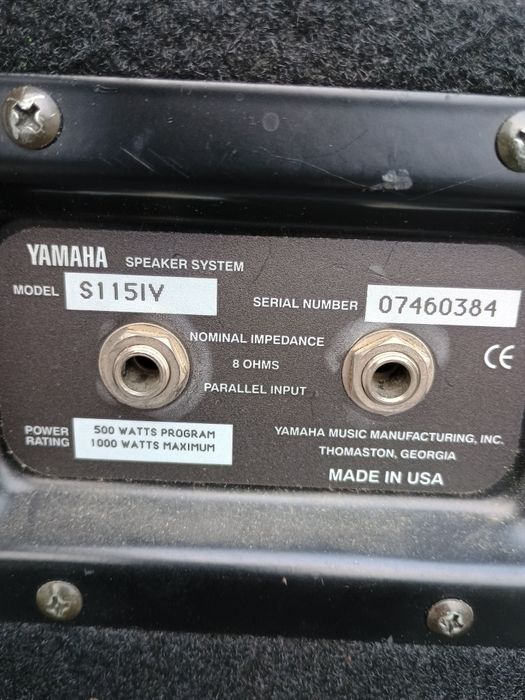 YAMAHA SPEAKER SYSTEM
MODEL S115IV
SERIAL NUMBER 07460384
NOMINAL IMPEDANCE
8 OHMS
PARALLEL INPUT
CE
POWER RATING
500 WATTS PROGRAM
1000 WATTS MAXIMUM
YAMAHA MUSIC MANUFACTURING, INC.
THOMASTON, GEORGIA
MADE IN USA